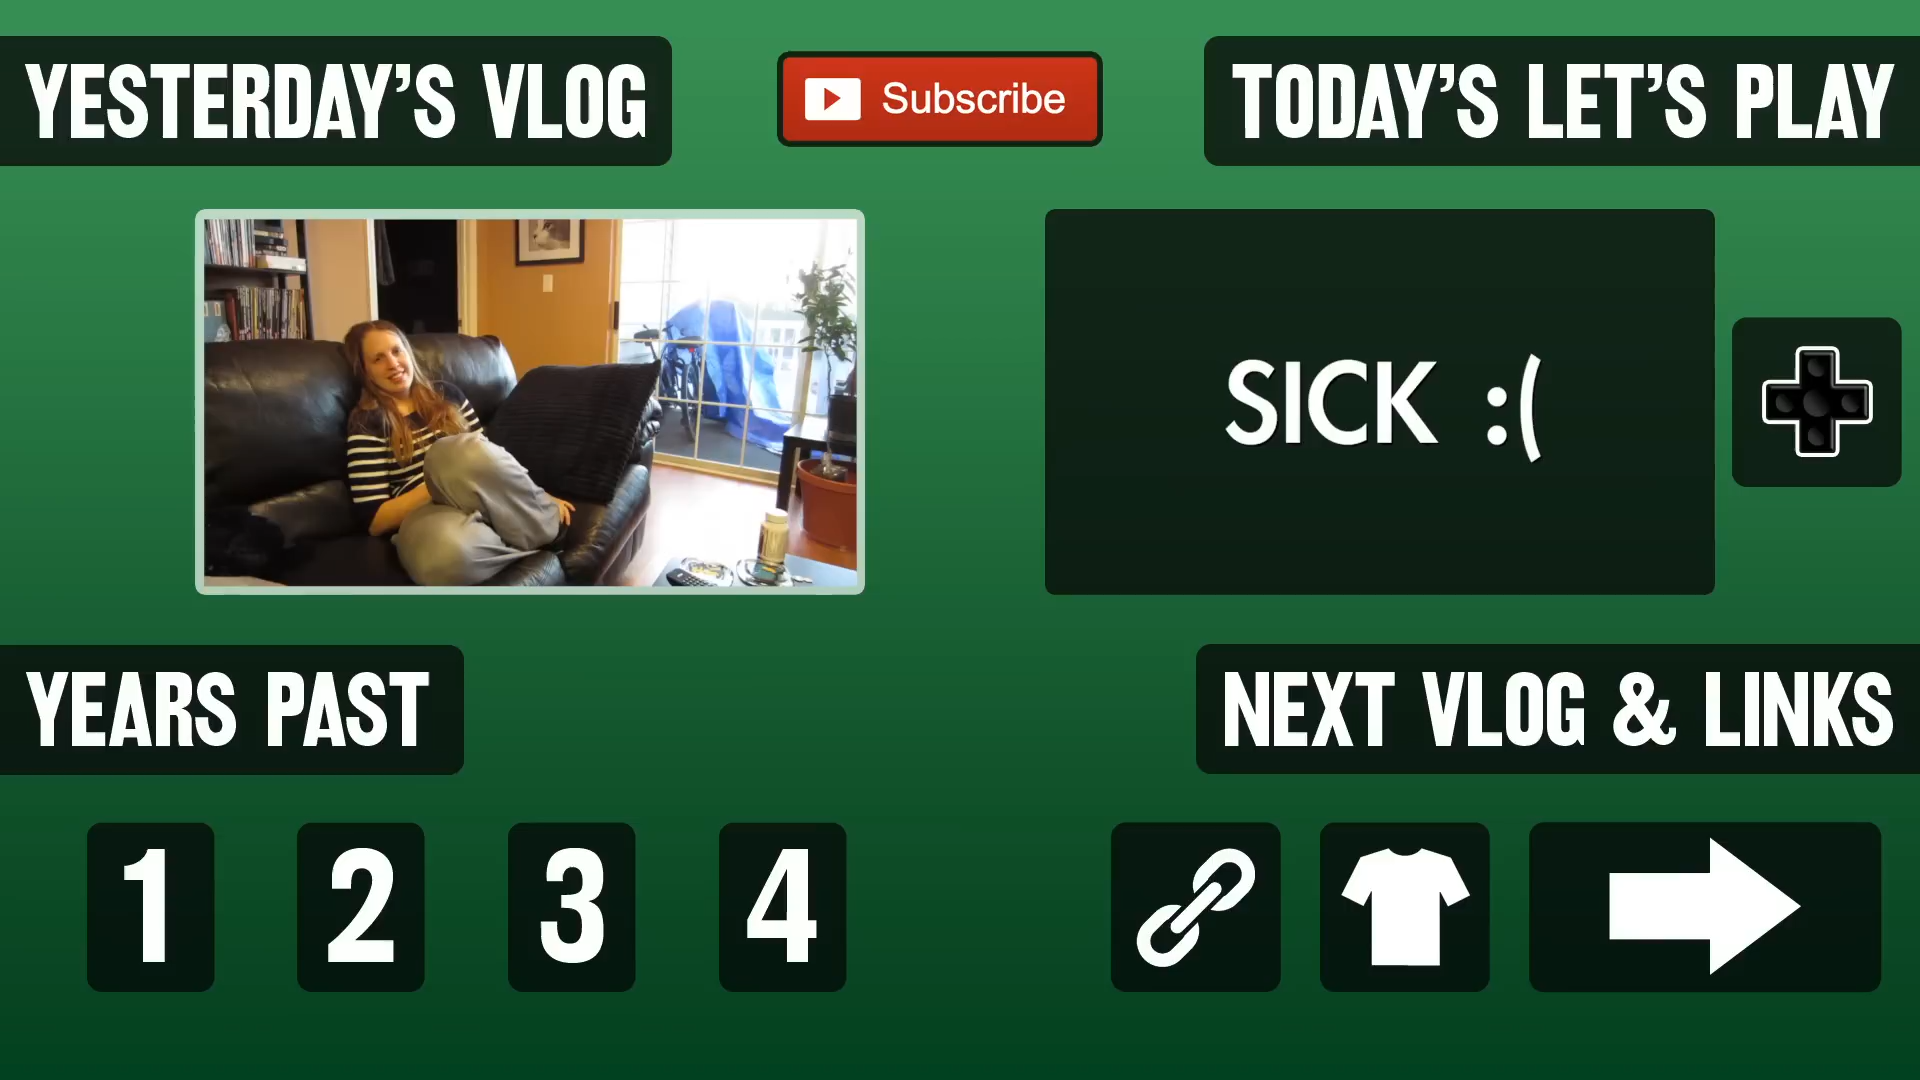 YESTERDAY'S VLOG
Subscribe
TODAY'S LET'S PLAY
SICK :(
YEARS PAST
NEXT VLOG & LINKS
1
2
3
4